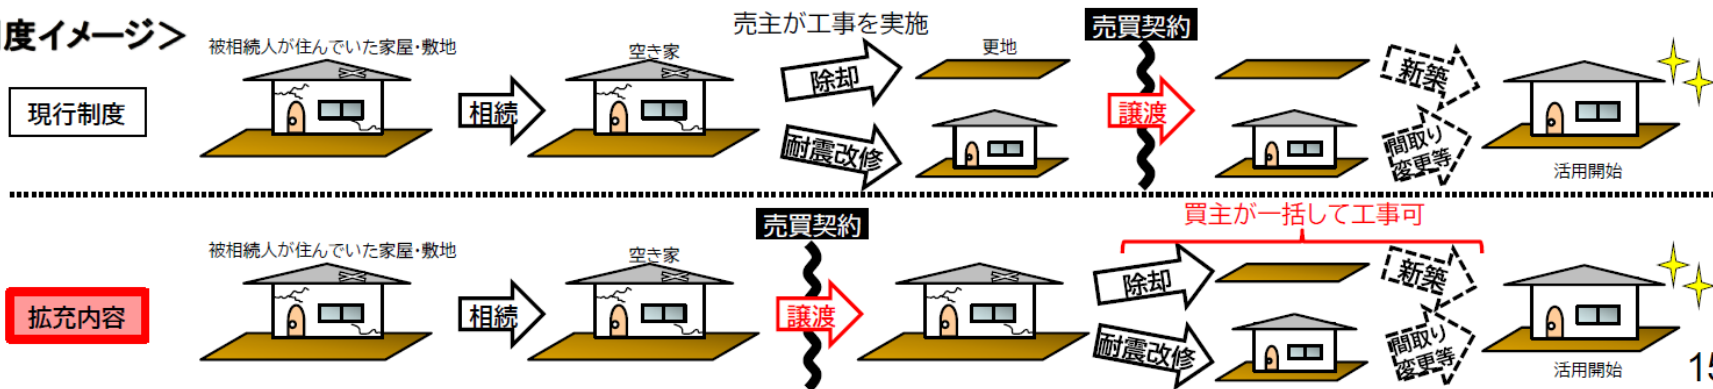 度イメージ＞
売主が工事を実施
売買契約
被相続人が住んでいた家屋・敷地
空き家
更地
現行制度
相続
除却
耐震改修
譲渡
新築
間取り
変更等
活用開始
買主が一括して工事可
売買契約
被相続人が住んでいた家屋・敷地
空き家
拡充内容
相続
譲渡
除却
耐震改修
新築
間取り
変更等
活用開始
15